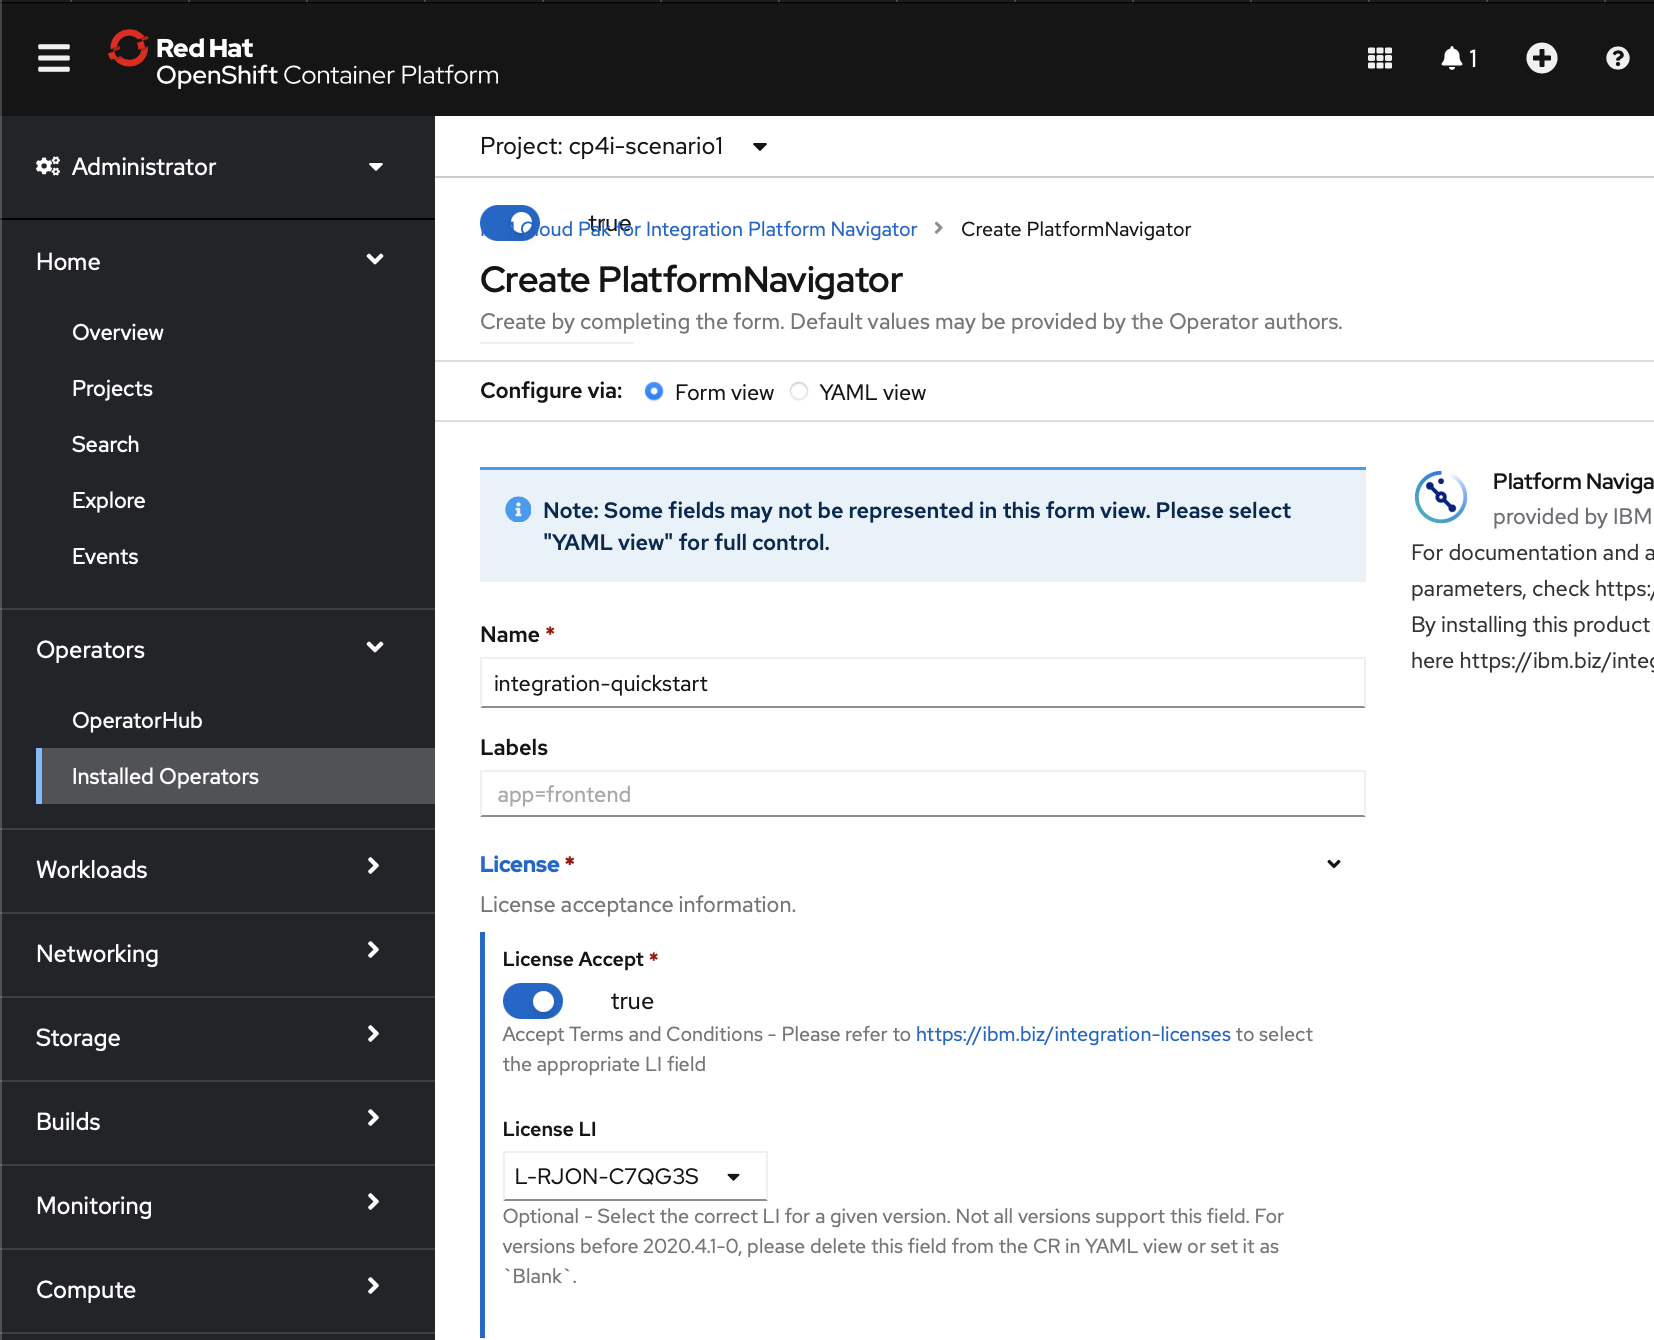 Red Hat
OpenShift Container Platform
1
Administrator
Home
Overview
Projects
Search
Explore
Events
Operators
OperatorHub
Installed Operators
Workloads
Networking
Storage
Builds
Monitoring
Compute
Project: cp4i-scenario1
true
Cloud Pak for Integration Platform Navigator > Create PlatformNavigator
Create PlatformNavigator
Create by completing the form. Default values may be provided by the Operator authors.
Configure via: Form view YAML view
Note: Some fields may not be represented in this form view. Please select
"YAML view" for full control.
Name *
integration-quickstart
Labels
app=frontend
License *
License acceptance information.
License Accept *
true
Accept Terms and Conditions - Please refer to https://ibm.biz/integration-licenses to select
the appropriate LI field
License LI
L-RJON-C7QG3S
Optional - Select the correct LI for a given version. Not all versions support this field. For
versions before 2020.4.1-0, please delete this field from the CR in YAML view or set it as
`Blank`.
Platform Naviga
provided by IBM
For documentation and a
parameters, check https:/
By installing this product
here https://ibm.biz/integ